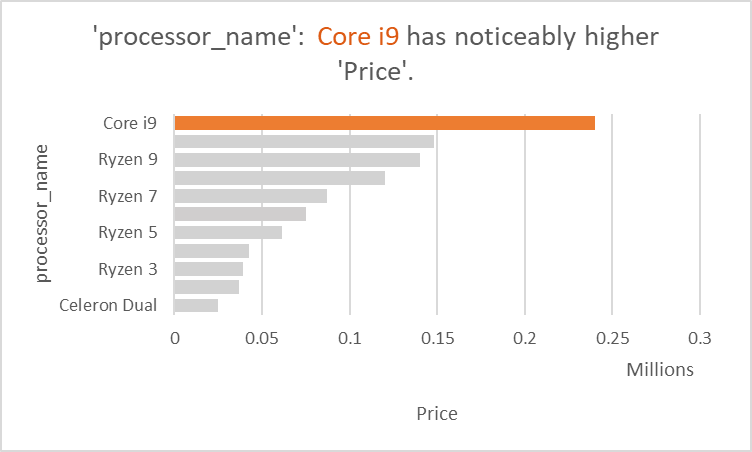 'processor_name': Core i9 has noticeably higher
'Price'.
processor_name
Core i9
Ryzen 9
Ryzen 7
Ryzen 5
Ryzen 3
Celeron Dual
0 0.05 0.1 0.15 0.2 0.25 0.3
Millions
Price